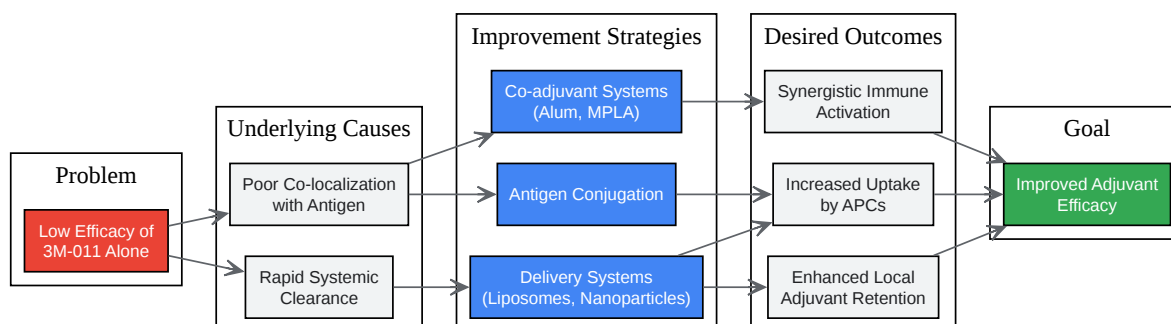 Problem
Low Efficacy of
3M-011 Alone
Underlying Causes
Poor Co-localization
with Antigen
Rapid Systemic
Clearance
Improvement Strategies
Co-adjuvant Systems
(Alum, MPLA)
Antigen Conjugation
Delivery Systems
(Liposomes, Nanoparticles)
Desired Outcomes
Synergistic Immune
Activation
Increased Uptake
by APCs
Enhanced Local
Adjuvant Retention
Goal
Improved Adjuvant
Efficacy